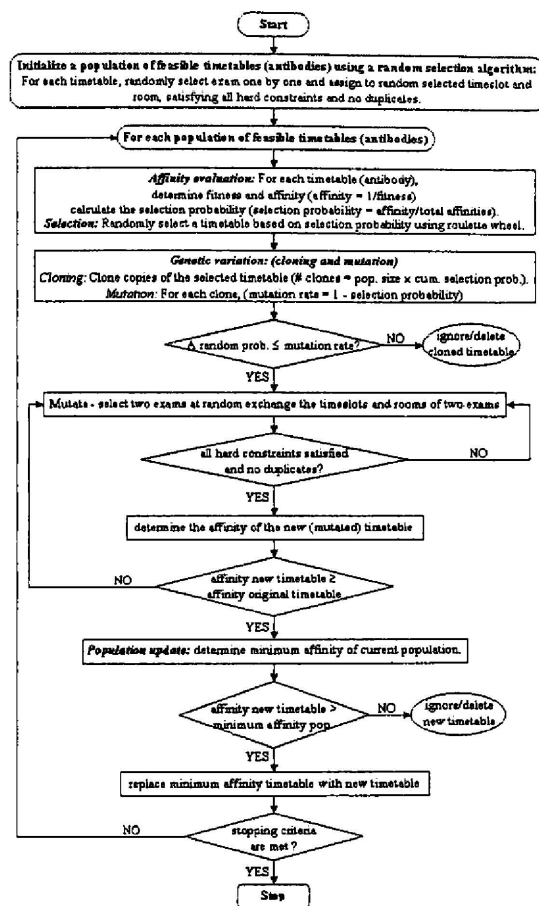 Start
Initialize a population of feasible timetables (antibodies) using a random selection algorithm:
For each timetable, randomly select exam one by one and assign to random selected timeslot and
room, satisfying all hard constraints and no duplicates.
For each population of feasible timetables (antibodies)
Affinity evaluation: For each timetable (antibody),
determine fitness and affinity (affinity = 1/fitness)
calculate the selection probability (selection probability = affinity/total affinities).
Selection: Randomly select a timetable based on selection probability using roulette wheel.
Genetic variation: (cloning and mutation)
Cloning: Clone copies of the selected timetable (# clones = pop. size x cum. selection prob.).
Mutation: For each clone, (mutation rate = 1 - selection probability)
A random prob. ≤ mutation rate?
NO
ignore/delete
cloned timetable
YES
Mutate - select two exams at random exchange the timeslots and rooms of two exams
all hard constraints satisfied
and no duplicates?
NO
YES
determine the affinity of the new (mutated) timetable
NO
affinity new timetable ≥
affinity original timetable
YES
Population update: determine minimum affinity of current population.
affinity new timetable >
minimum affinity pop
NO
ignore/delete
new timetable
YES
replace minimum affinity timetable with new timetable
NO
stopping criteria
are met ?
YES
Stop